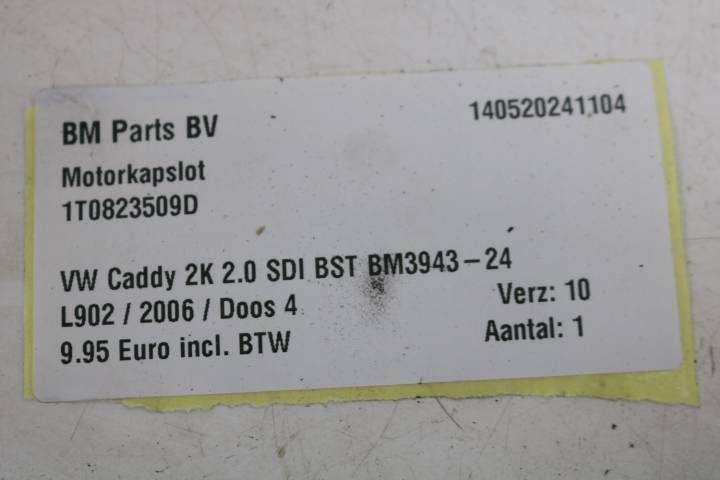 BM Parts BV 140520241104
Motorkapslot
1T0823509D
VW Caddy 2K 2.0 SDI BST BM3943-24
L902 / 2006 / Doos 4 Verz: 10
9.95 Euro incl. BTW Aantal: 1